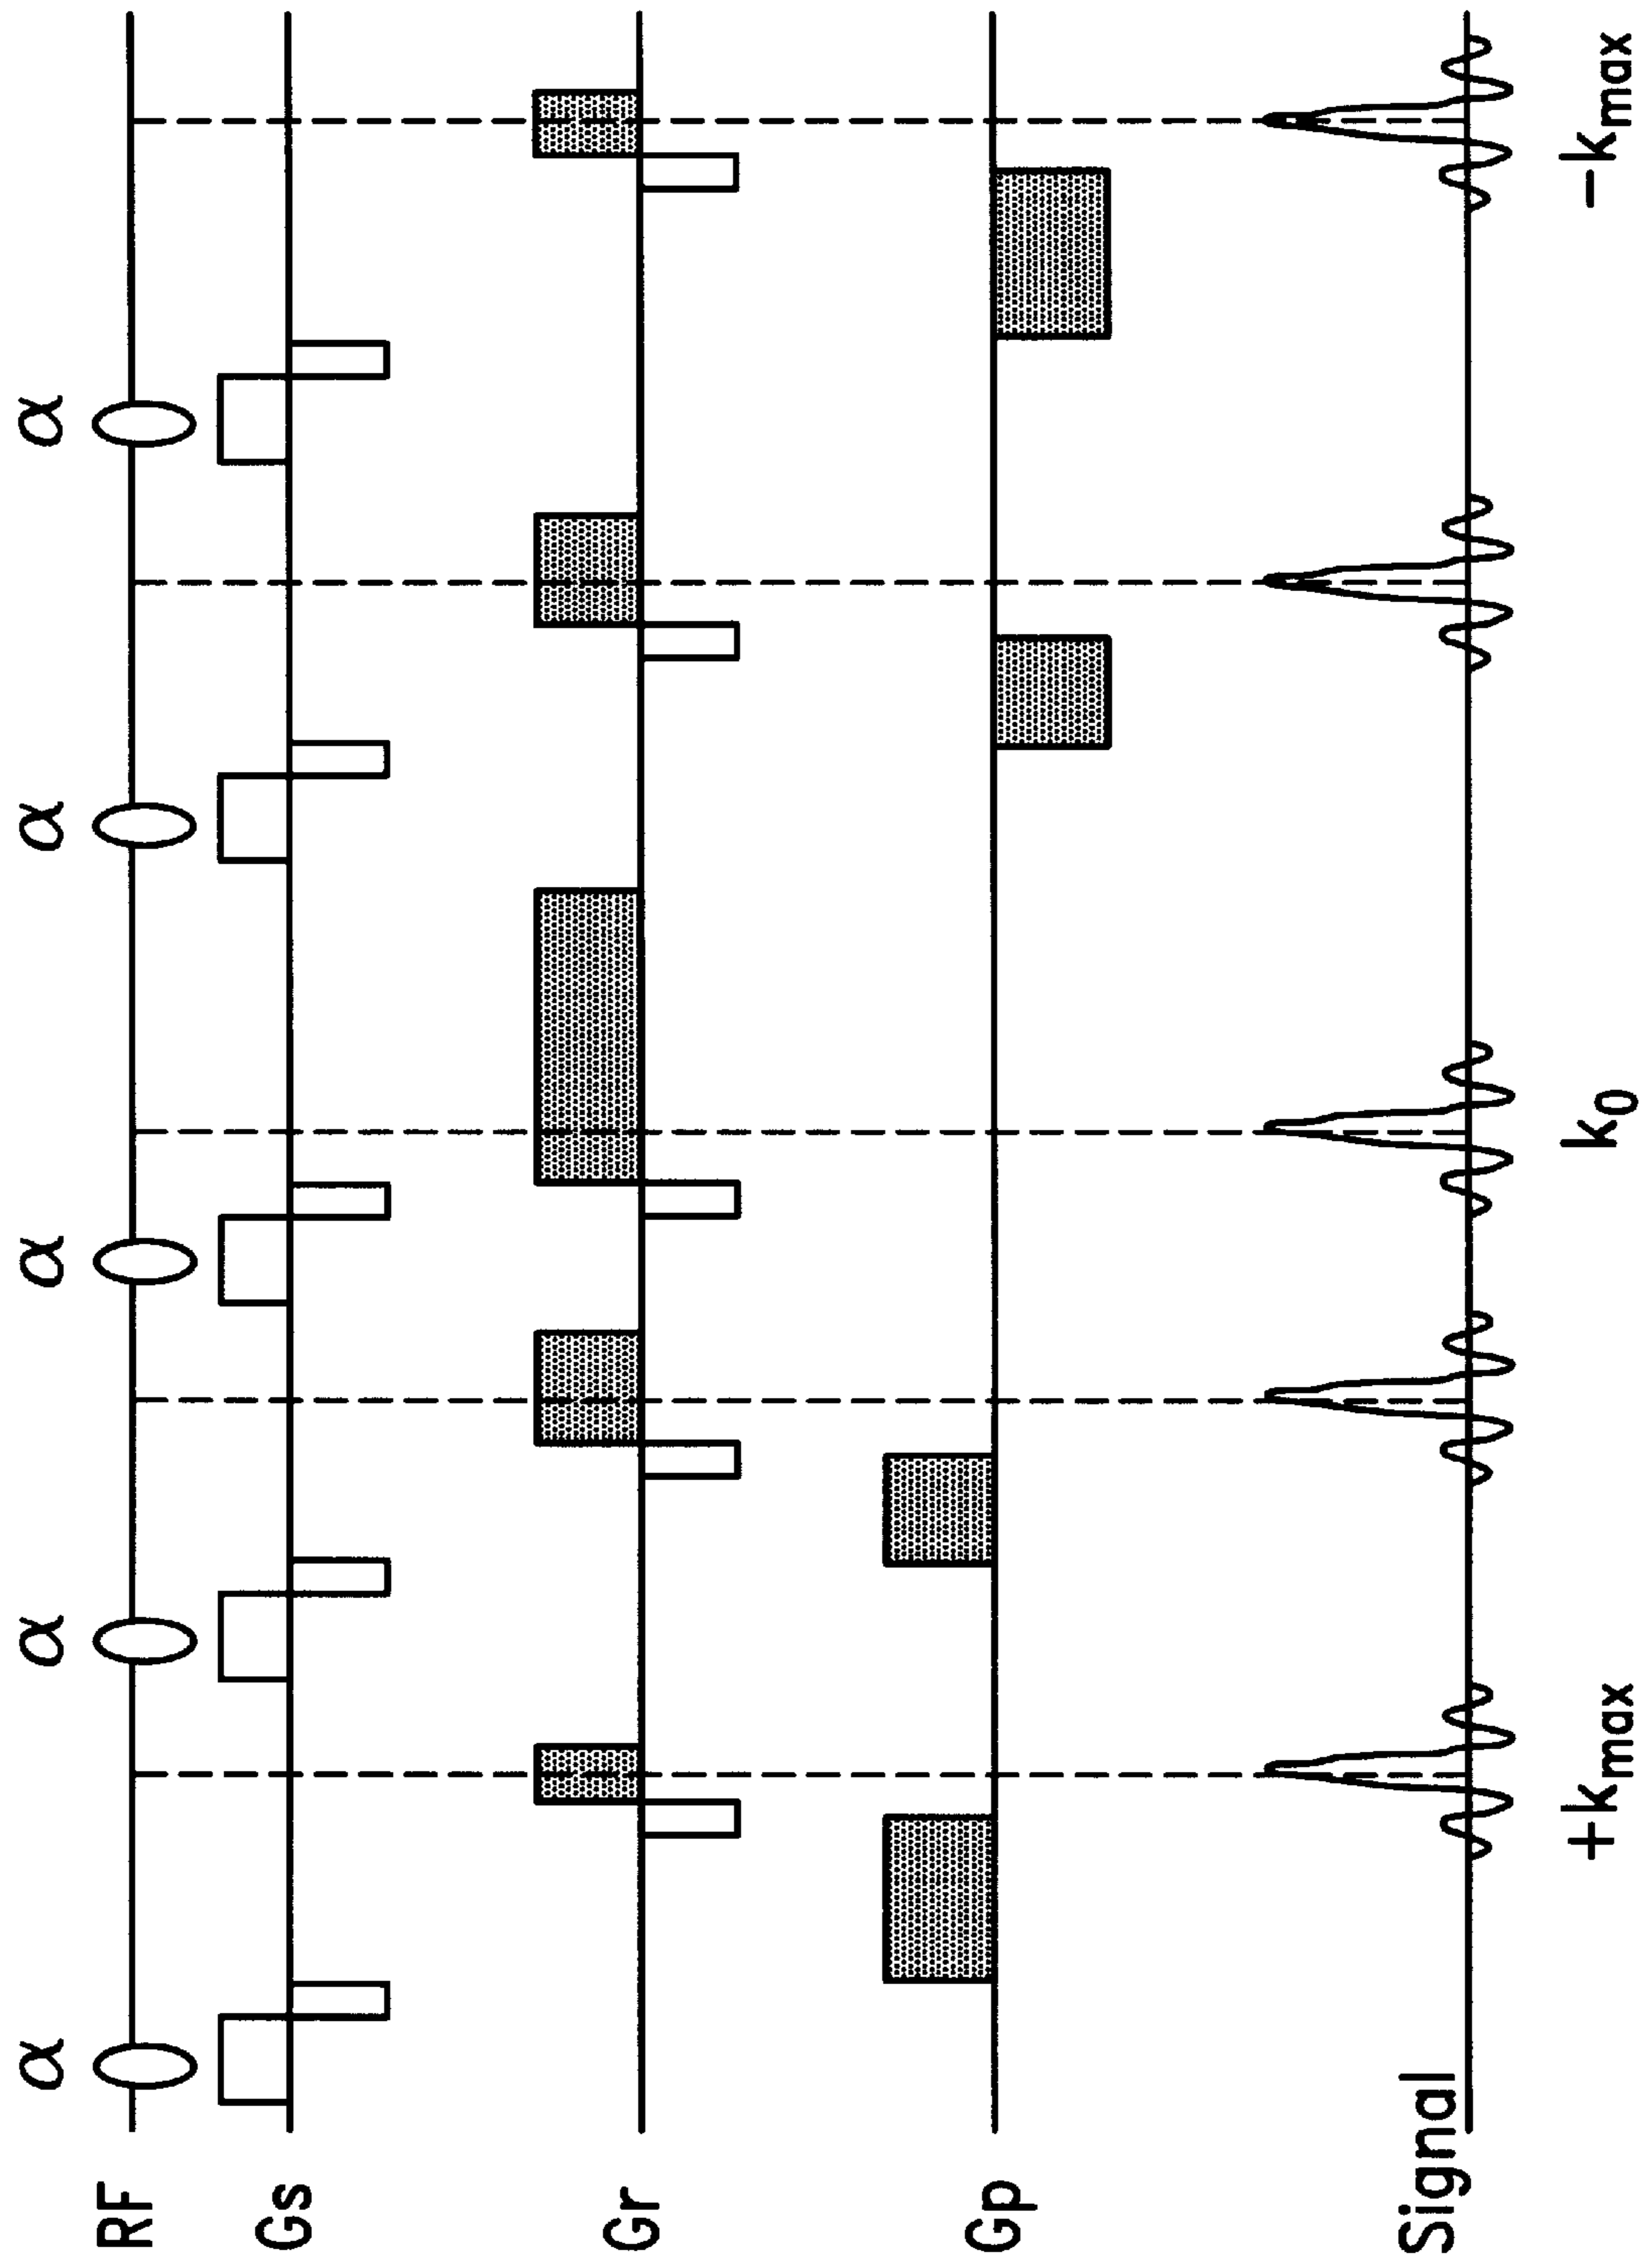 α α α α α
RF
Gs
Gr
Gp
Signal
+kmax k0 -kmax